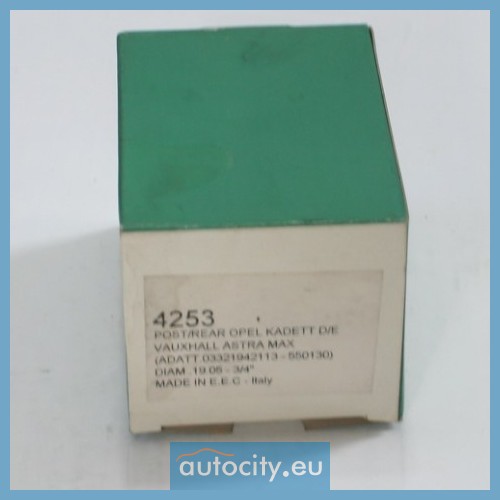 4253
POST/REAR OPEL KADETT D/E
VAUXHALL ASTRA MAX
(ADATT 03321942113 - 550130)
DIAM .19.05 - 3/4"
MADE IN E.E.C - Italy
autocity.eu